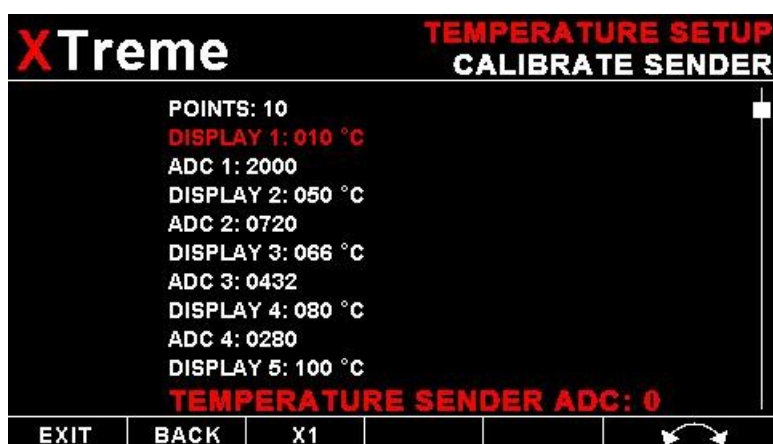 XTreme
TEMPERATURE SETUP
CALIBRATE SENDER
POINTS: 10
DISPLAY 1: 010 °C
ADC 1: 2000
DISPLAY 2: 050 °C
ADC 2: 0720
DISPLAY 3: 066 °C
ADC 3: 0432
DISPLAY 4: 080 °C
ADC 4: 0280
DISPLAY 5: 100 °C
TEMPERATURE SENDER ADC: 0
EXIT BACK X1